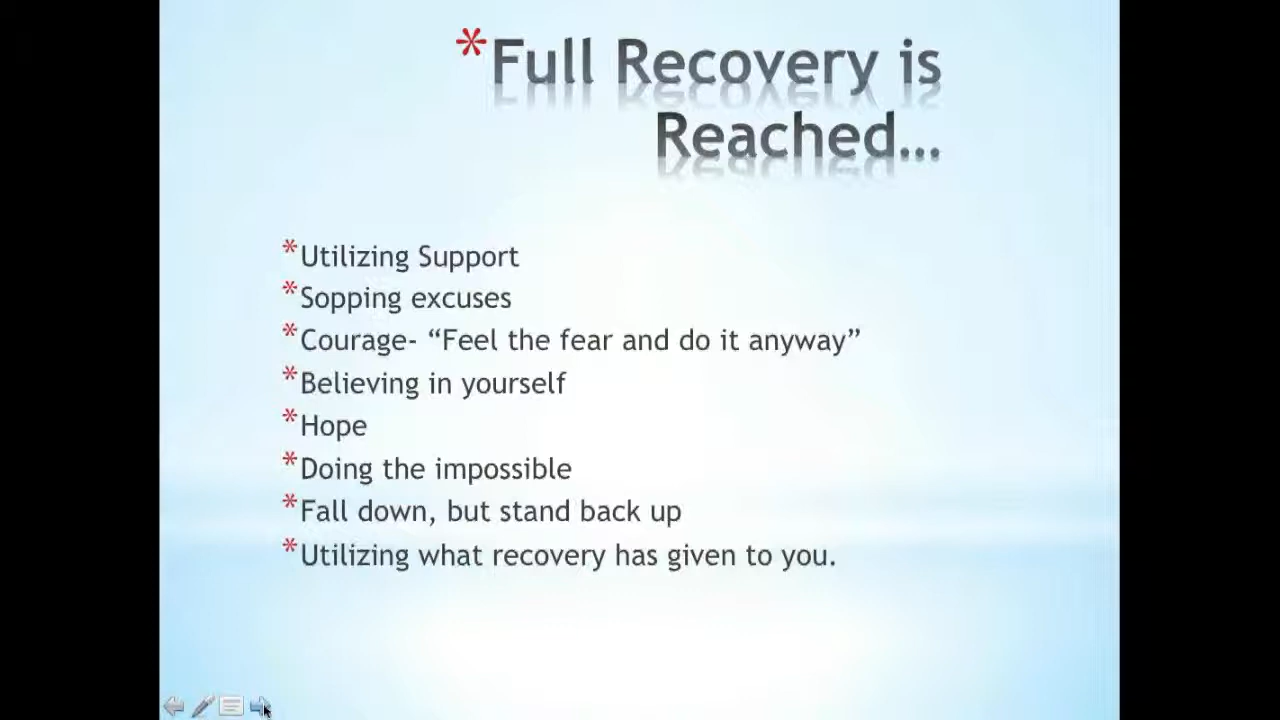 *Full Recovery is
Reached...
*Utilizing Support
*Sopping excuses
*Courage- “Feel the fear and do it anyway”
*Believing in yourself
*Hope
*Doing the impossible
*Fall down, but stand back up
*Utilizing what recovery has given to you.